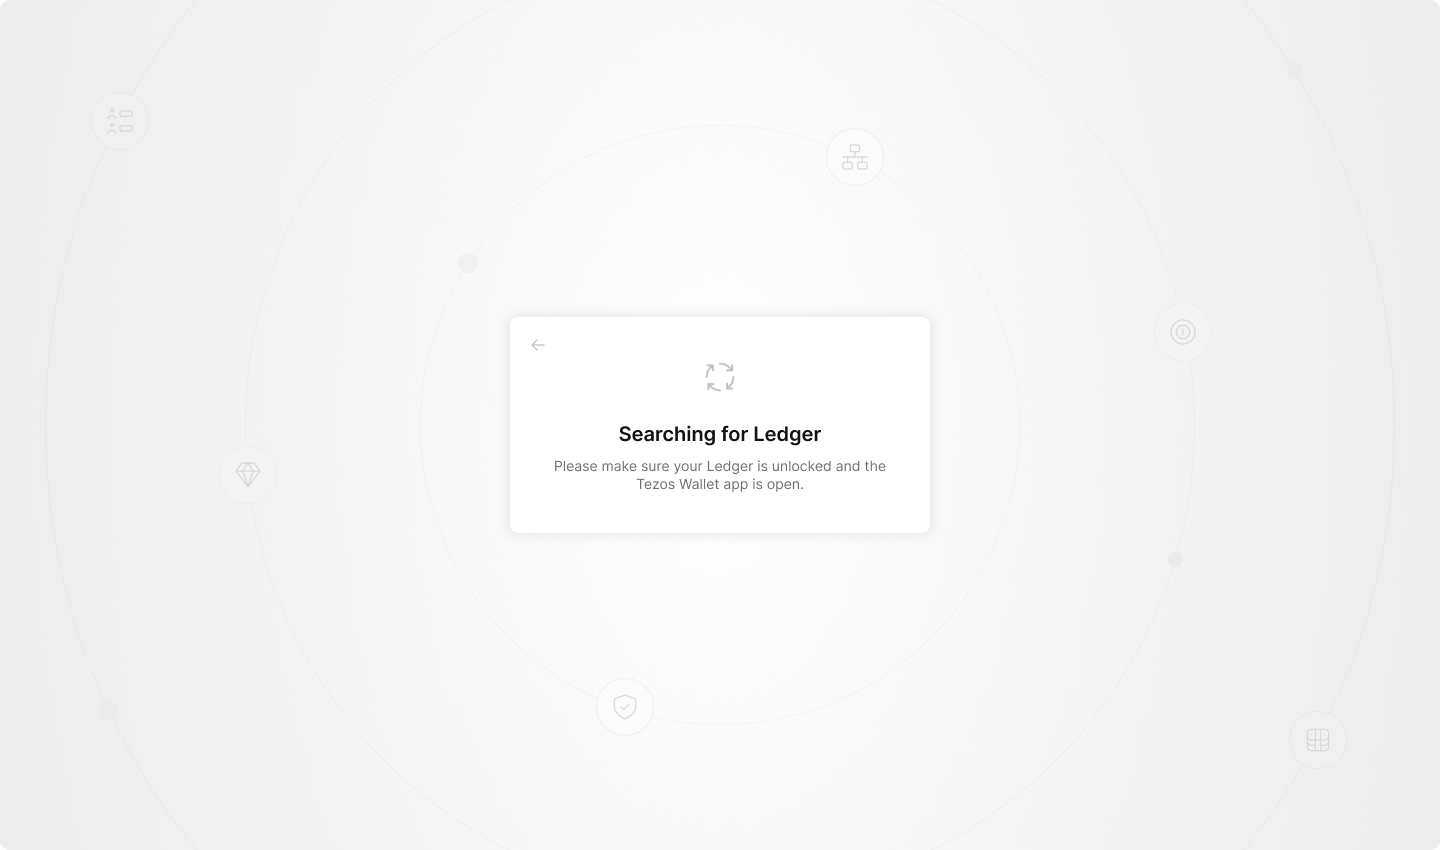 Searching for Ledger
Please make sure your Ledger is unlocked and the
Tezos Wallet app is open.